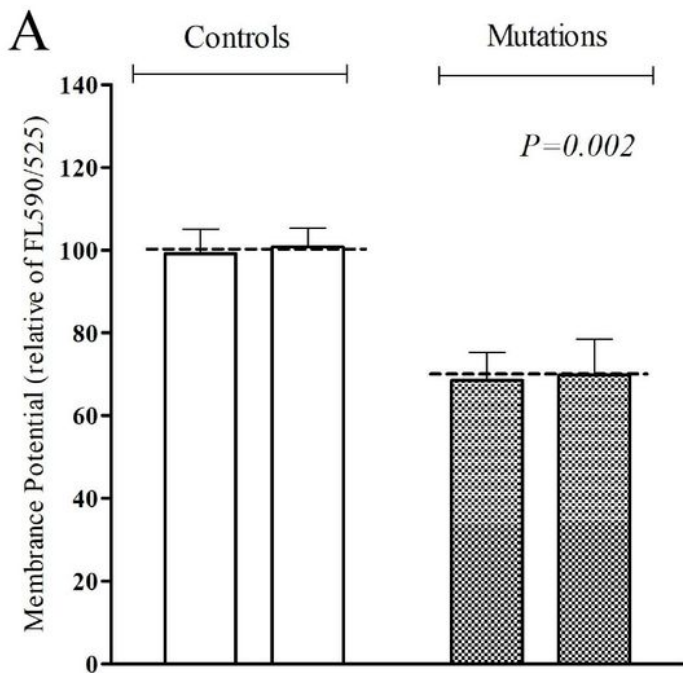 A
Controls
Mutations
P=0.002
Membrance Potential (relative of FL590/525)
140
120
100
80
60
40
20
0